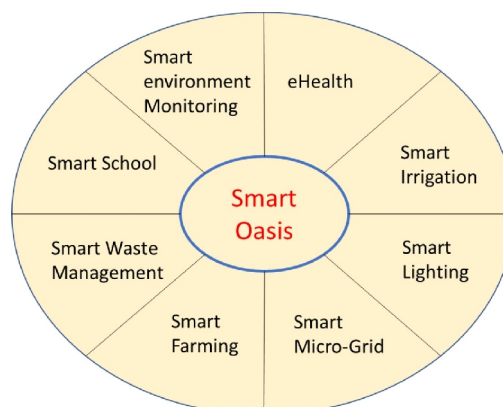 Smart
environment
Monitoring
eHealth
Smart School
Smart
Irrigation
Smart
Oasis
Smart Waste
Management
Smart
Lighting
Smart
Farming
Smart
Micro-Grid